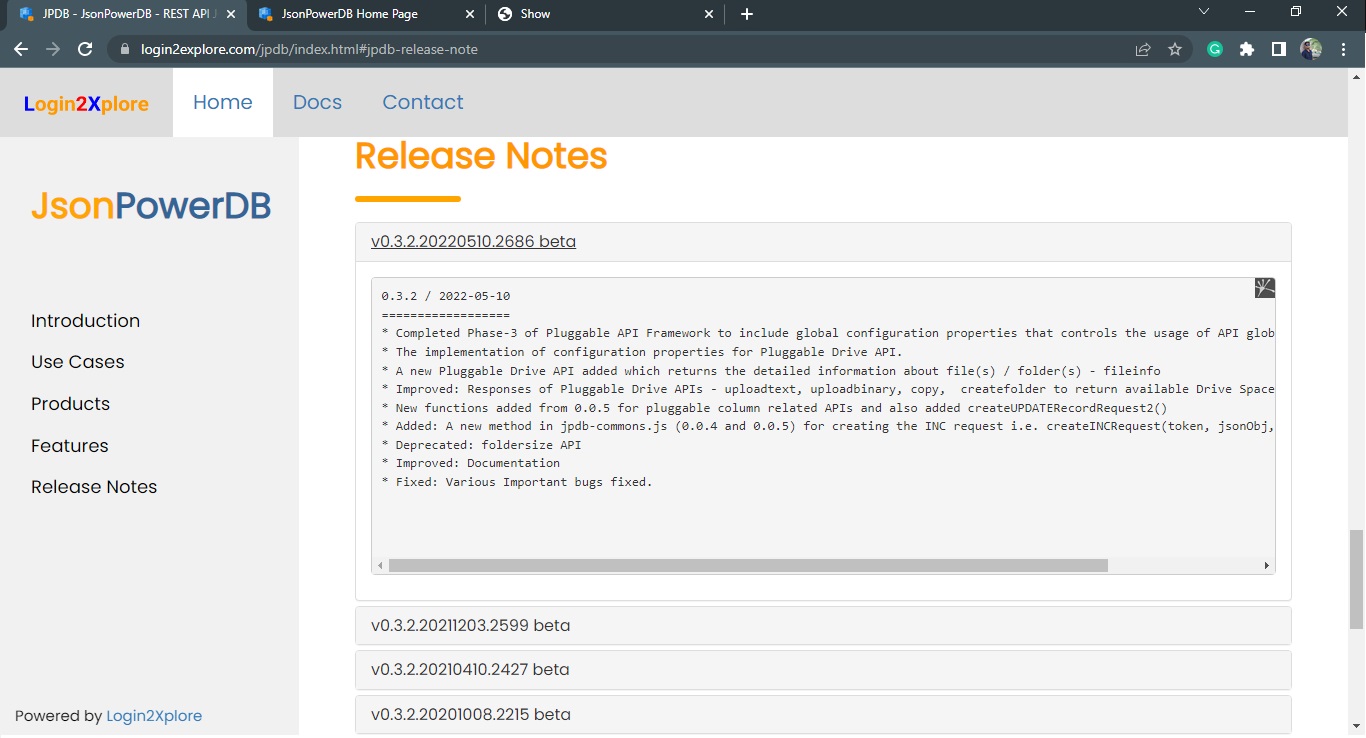 JPDB - JsonPowerDB - REST API
JsonPowerDB Home Page
Show
login2explore.com/jpdb/index.html#jpdb-release-note
Login2Xplore
Home
Docs
Contact
JsonPowerDB
Introduction
Use Cases
Products
Features
Release Notes
Powered by Login2Xplore
Release Notes
v0.3.2.20220510.2686 beta
0.3.2 / 2022-05-10
==================
* Completed Phase-3 of Pluggable API Framework to include global configuration properties that controls the usage of API glob
* The implementation of configuration properties for Pluggable Drive API.
* A new Pluggable Drive API added which returns the detailed information about file(s) / folder(s) - fileinfo
* Improved: Responses of Pluggable Drive APIs - uploadtext, uploadbinary, copy,  createfolder to return available Drive Space
* New functions added from 0.0.5 for pluggable column related APIs and also added createUPDATERecordRequest2()
* Added: A new method in jpdb-commons.js (0.0.4 and 0.0.5) for creating the INC request i.e. createINCRequest(token, jsonObj,
* Deprecated: foldersize API
* Improved: Documentation
* Fixed: Various Important bugs fixed.
v0.3.2.20211203.2599 beta
v0.3.2.20210410.2427 beta
v0.3.2.20201008.2215 beta